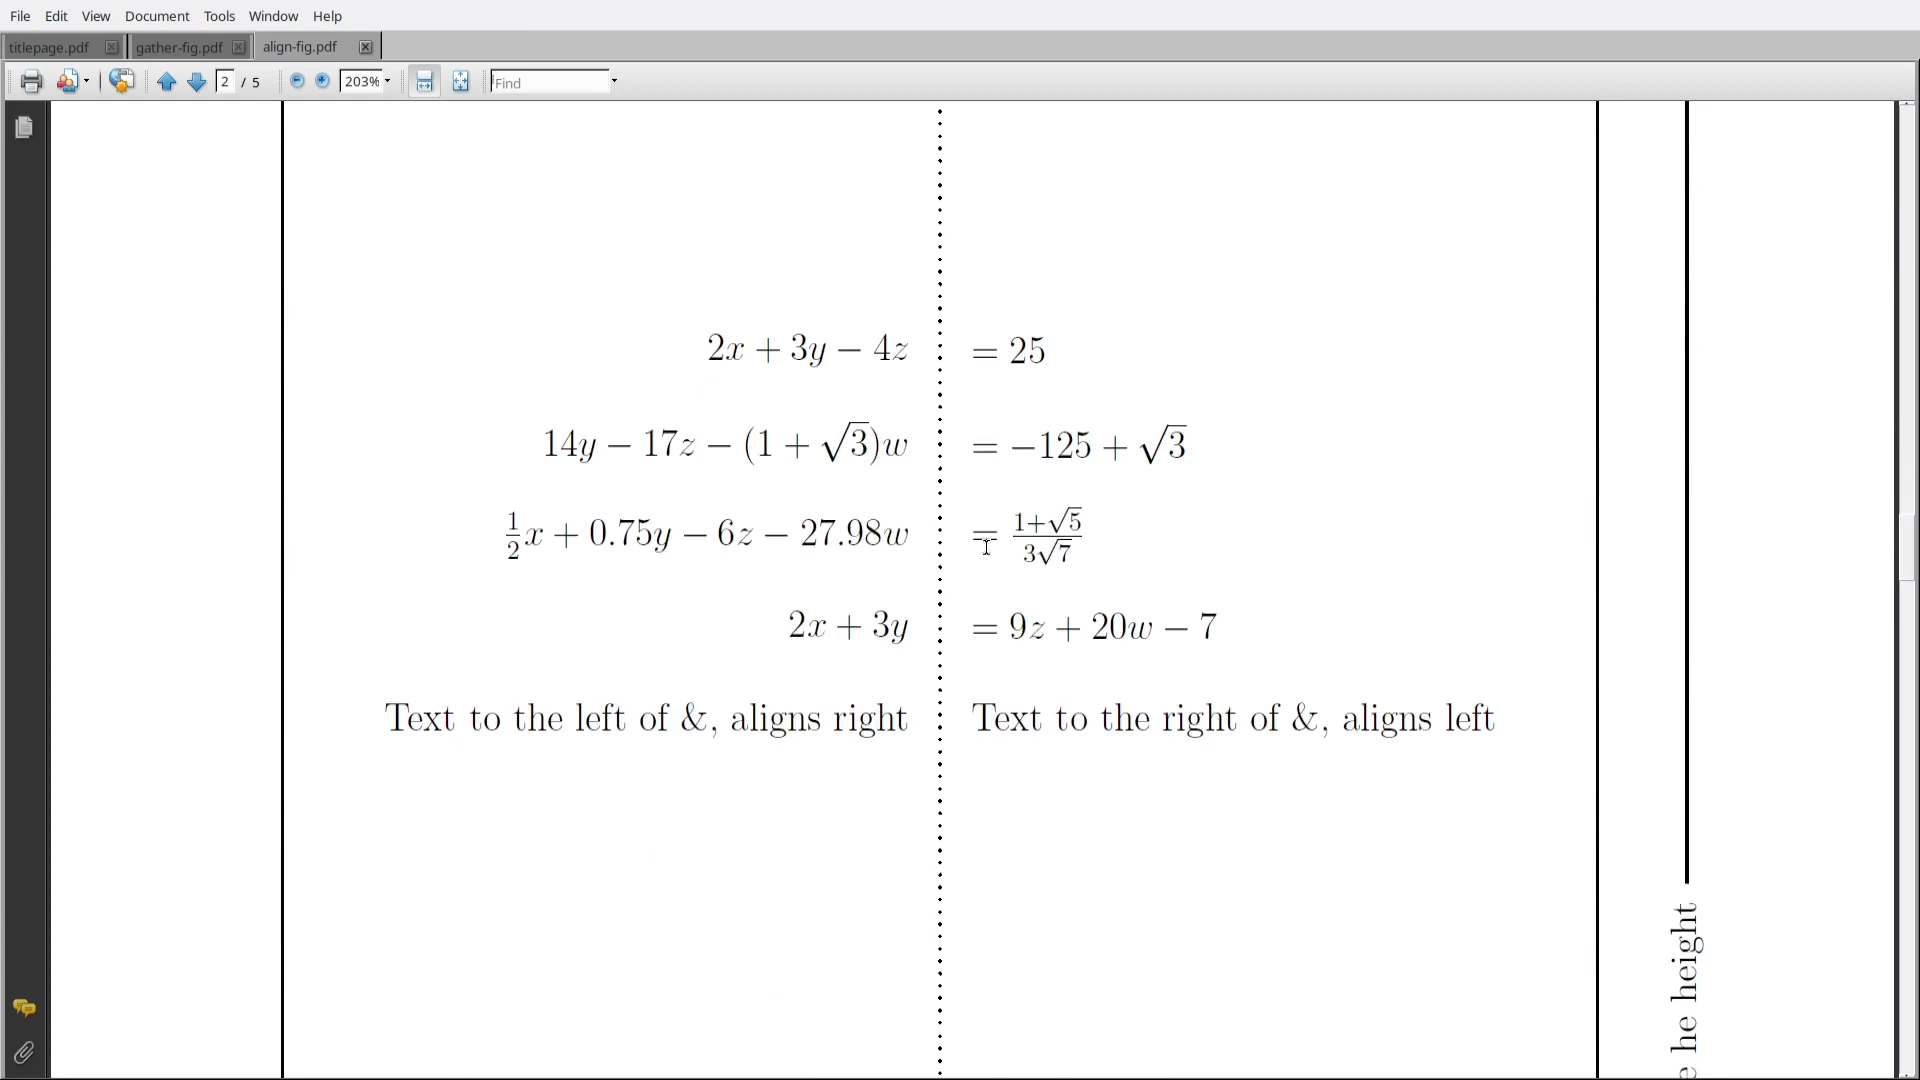 File Edit View Document Tools Window Help
titlepage.pdf gather-fig.pdf align-fig.pdf
2 / 5 203% Find
2x + 3y − 4z = 25
14y − 17z − (1 + √3)w = −125 + √3
1/2x + 0.75y − 6z − 27.98w = 1+√5/3√7
2x + 3y = 9z + 20w − 7
Text to the left of &, aligns right Text to the right of &, aligns left
e he height